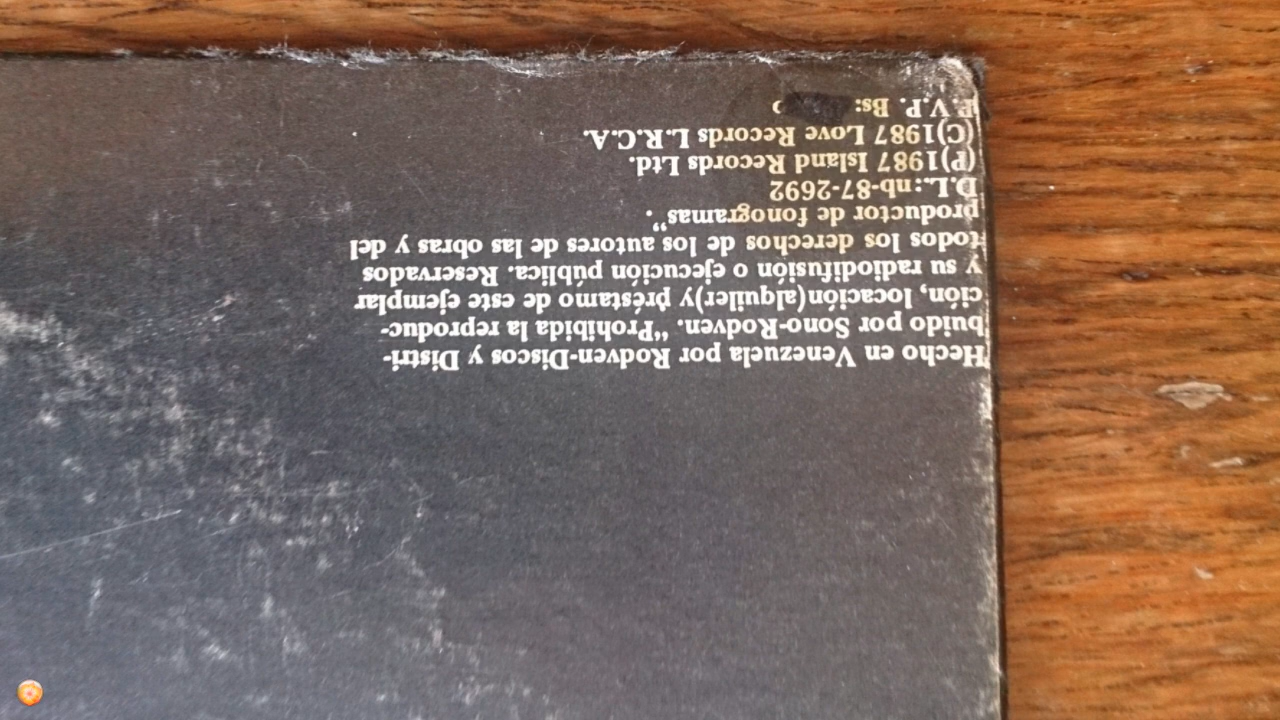 Hecho en Venezuela por Rodven-Discos y Distri-
buido por Sono-Rodven. "Prohibida la reproduc-
ción, locación(alquiler)y préstamo de este ejemplar
y su radiodifusión o ejecución pública. Reservados
todos los derechos de los autores de las obras y del
productor de fonogramas".
D.L.:nb-87-2692
(P)1987 Island Records Ltd.
(C)1987 Love Records L.R.C.A.
P.V.P. Bs: